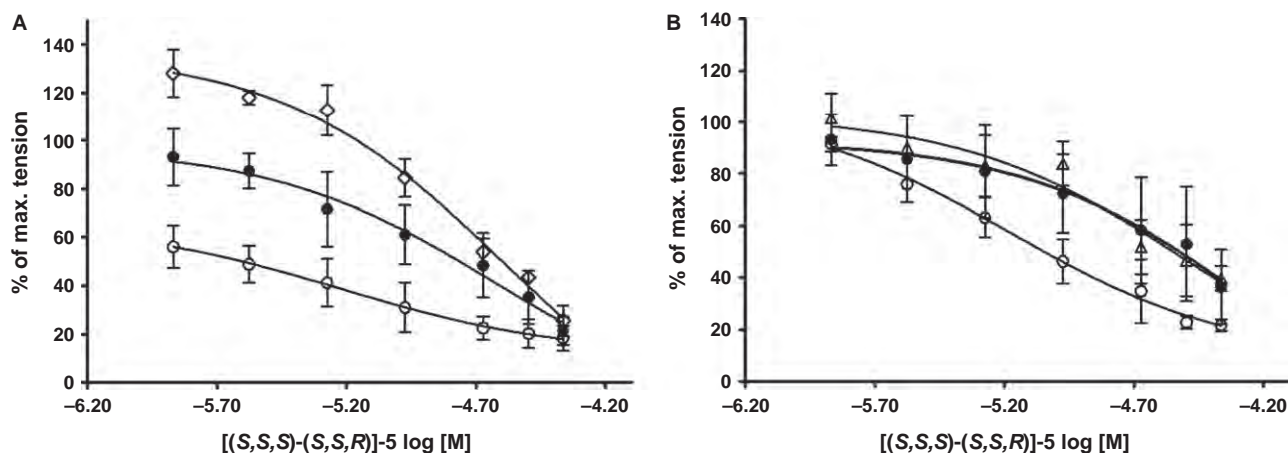 A
140
120
100
80
60
40
20
0
% of max. tension
–6.20 –5.70 –5.20 –4.70 –4.20
[(S,S,S)-(S,S,R)]-5 log [M]
B
140
120
100
80
60
40
20
0
% of max. tension
–6.20 –5.70 –5.20 –4.70 –4.20
[(S,S,S)-(S,S,R)]-5 log [M]